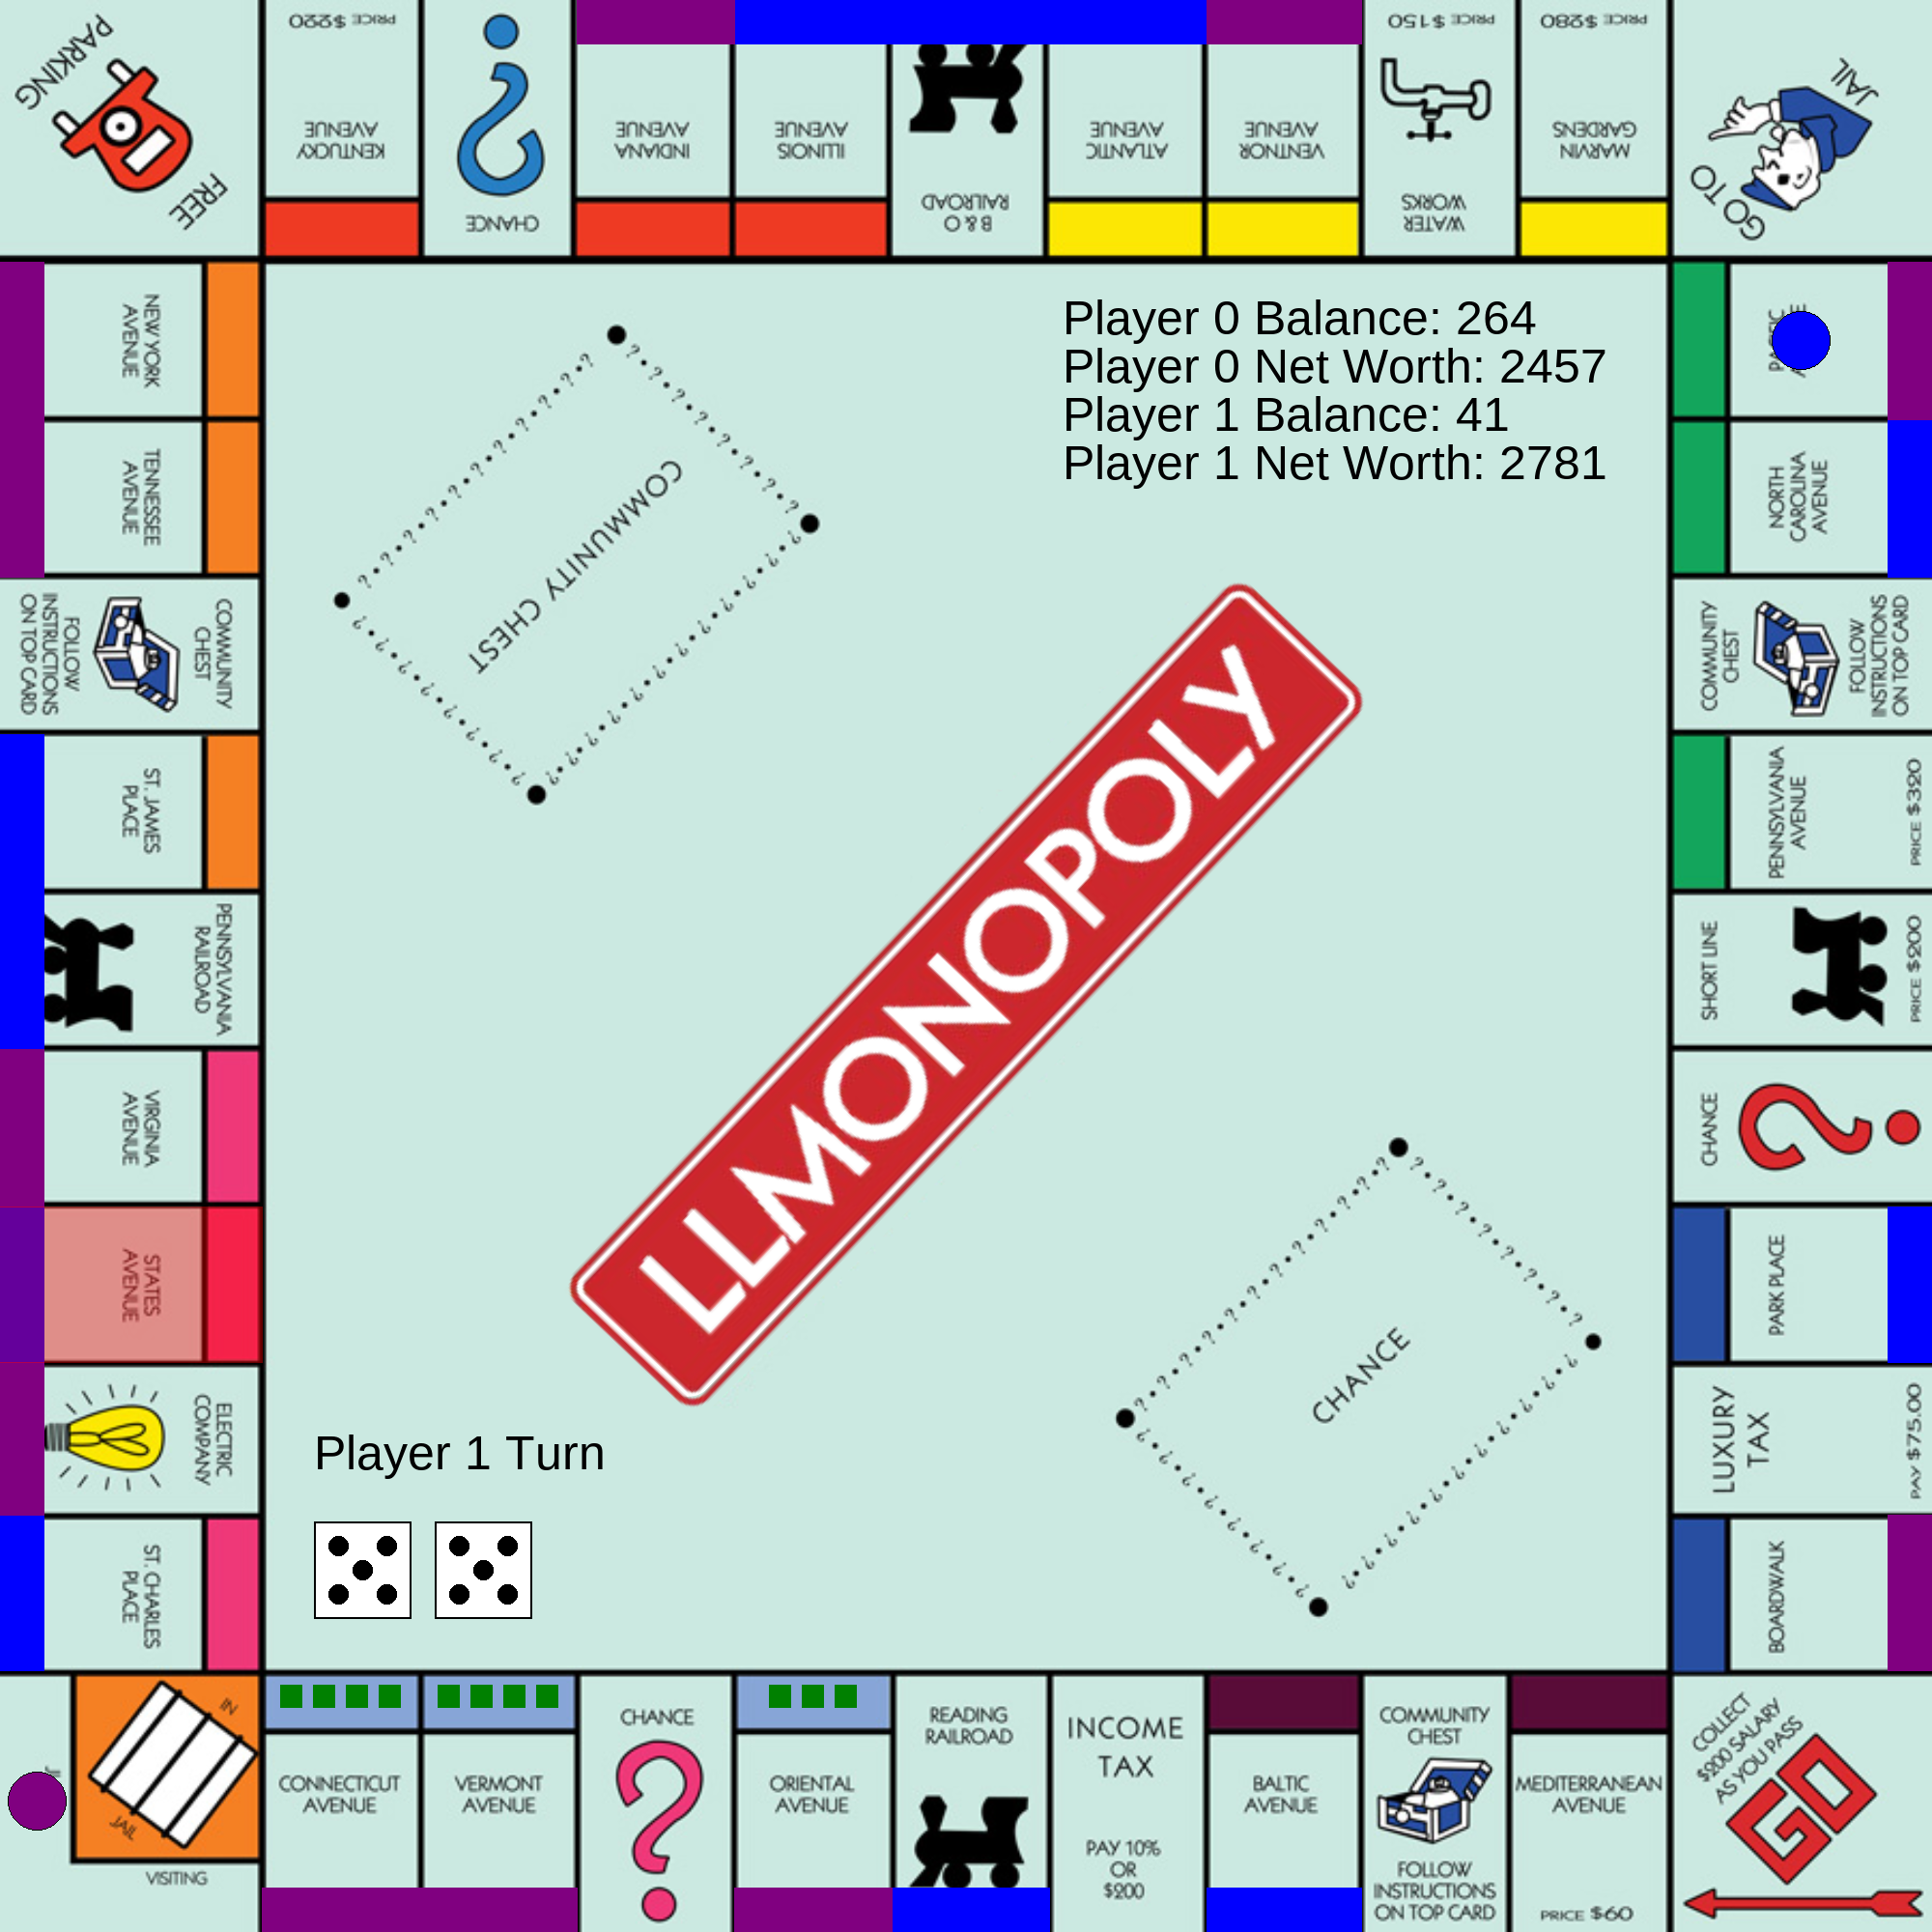 FREE
PARKING
PRICE $220
KENTUCKY
AVENUE
CHANCE
INDIANA
AVENUE
ILLINOIS
AVENUE
B & O
RAILROAD
ATLANTIC
AVENUE
VENTNOR
AVENUE
PRICE $150
WATER
WORKS
PRICE $280
MARVIN
GARDENS
GO TO
JAIL
NEW YORK
AVENUE
TENNESSEE
AVENUE
COMMUNITY
CHEST
FOLLOW
INSTRUCTIONS
ON TOP CARD
ST. JAMES
PLACE
PENNSYLVANIA
RAILROAD
VIRGINIA
AVENUE
STATES
AVENUE
ELECTRIC
COMPANY
ST. CHARLES
PLACE
Player 0 Balance: 264
Player 0 Net Worth: 2457
Player 1 Balance: 41
Player 1 Net Worth: 2781
COMMUNITY CHEST
LLMONOPOLY
CHANCE
Player 1 Turn
NORTH
CAROLINA
AVENUE
COMMUNITY
CHEST
FOLLOW
INSTRUCTIONS
ON TOP CARD
PENNSYLVANIA
AVENUE
PRICE $320
SHORT LINE
PRICE $200
CHANCE
PARK PLACE
LUXURY
TAX
PAY $75.00
BOARDWALK
IN
JAIL
VISITING
CONNECTICUT
AVENUE
VERMONT
AVENUE
CHANCE
ORIENTAL
AVENUE
READING
RAILROAD
INCOME
TAX
PAY 10%
OR
$200
BALTIC
AVENUE
COMMUNITY
CHEST
FOLLOW
INSTRUCTIONS
ON TOP CARD
MEDITERRANEAN
AVENUE
PRICE $60
COLLECT
$200 SALARY
AS YOU PASS
GO